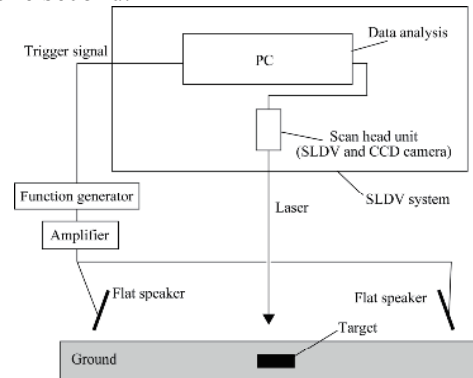 Data analysis
Trigger signal
PC
Scan head unit
(SLDV and CCD camera)
SLDV system
Function generator
Laser
Amplifier
Flat speaker
Flat speaker
Target
Ground